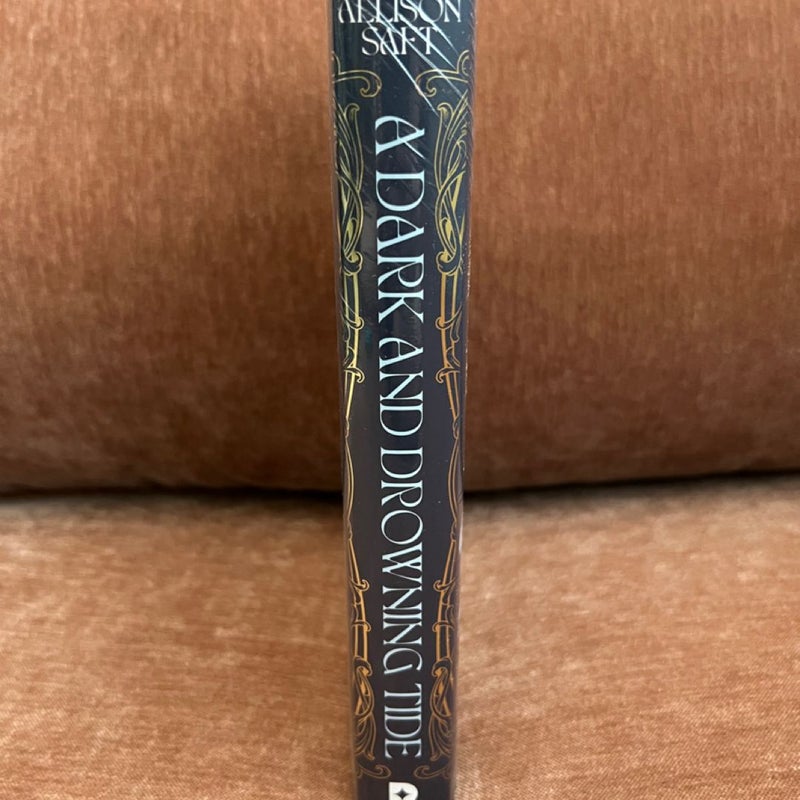 ALLISON
SAFT
A DARK AND DROWNING TIDE